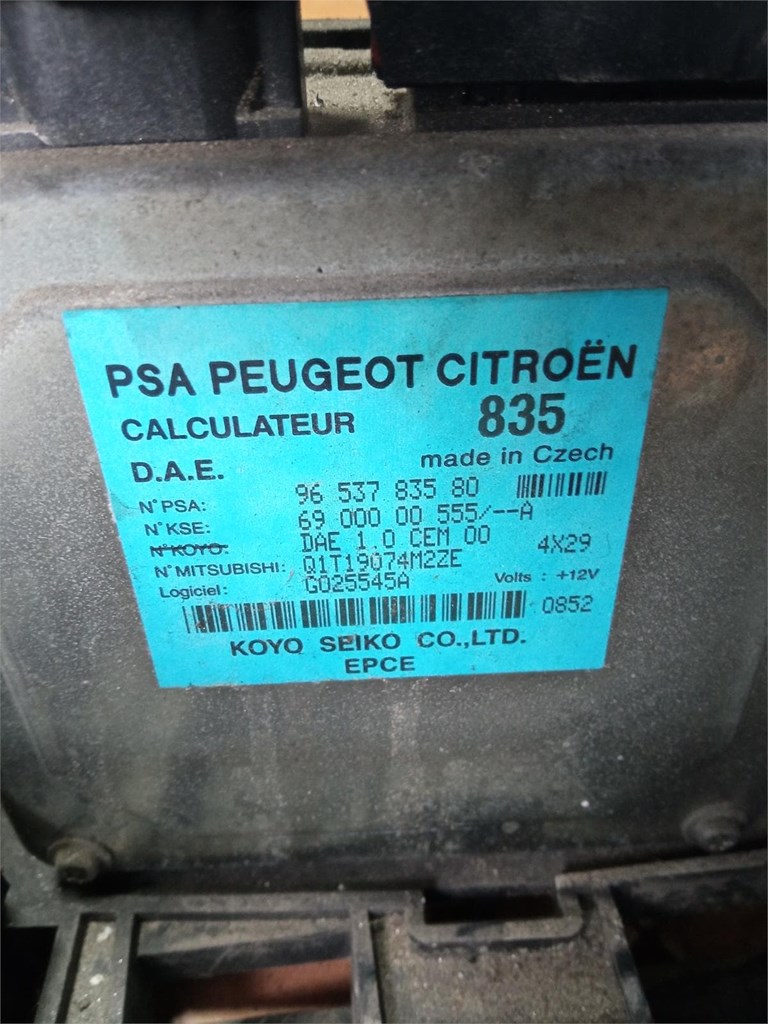 PSA PEUGEOT CITROËN
CALCULATEUR 835
D.A.E. made in Czech
N° PSA: 96 537 835 80
N° KSE: 69 000 00 555/--A
N° KOYO: DAE 1.0 CEM 00 4X29
N° MITSUBISHI: Q1T19074M2ZE
Logiciel: G025545A Volts : +12V
0852
KOYO SEIKO CO.,LTD.
EPCE